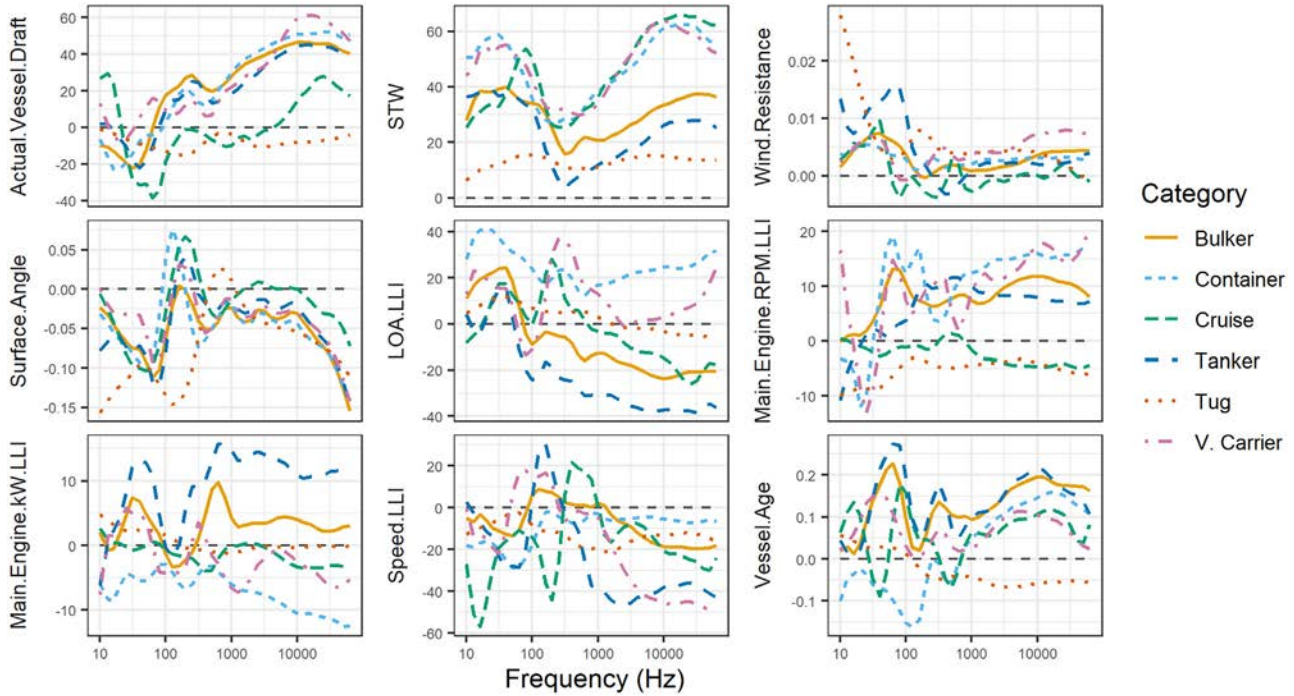 Actual.Vessel.Draft
60
40
20
0
-20
-40
STW
60
40
20
0
Wind.Resistance
0.02
0.01
0.00
Surface.Angle
0.05
0.00
-0.05
-0.10
-0.15
LOA.LLI
40
20
0
-20
-40
Main.Engine.RPM.LLI
20
10
0
-10
Main.Engine.kW.LLI
10
0
-10
10 100 1000 10000
Speed.LLI
20
0
-20
-40
-60
10 100 1000 10000
Vessel.Age
0.2
0.1
0.0
-0.1
10 100 1000 10000
Frequency (Hz)
Category
Bulker
Container
Cruise
Tanker
Tug
V. Carrier